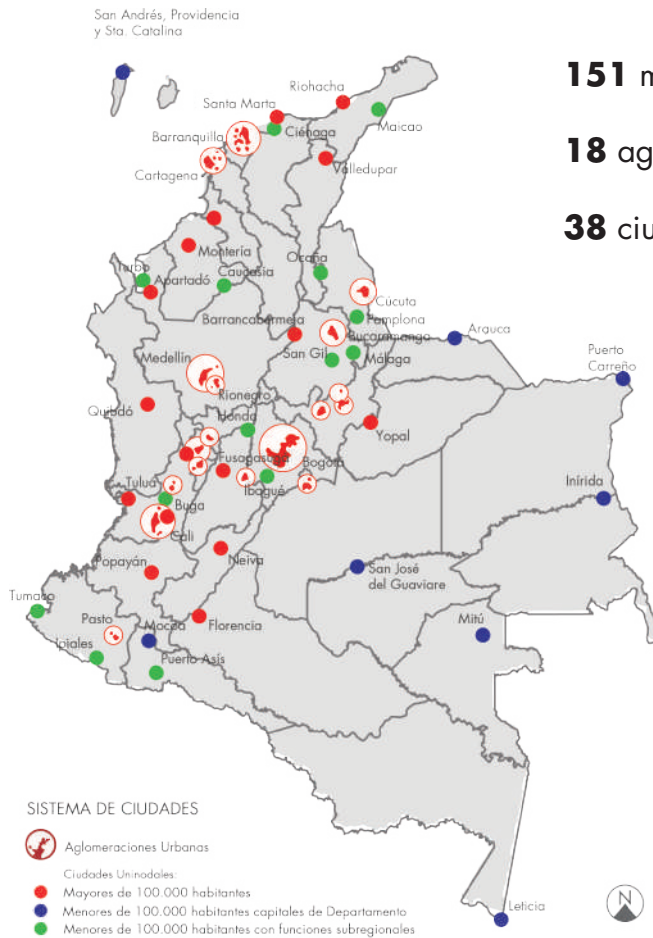 San Andrés, Providencia
y Sta. Catalina
151 m
18 ag
38 ciu
Riohacha
Santa Marta
Maicao
Ciénaga
Barranquilla
Valledupar
Cartagena
Montería
Ocaña
Turbo
Caucasia
Apartadó
Cúcuta
Pamplona
Barrancabermeja
Bucaramanga
Arauca
San Gil
Málaga
Puerto
Carreño
Medellín
Rionegro
Quibdó
Honda
Yopal
Fusagasugá
Bogotá
Tuluá
Ibagué
Inírida
Buga
Cali
Popayán
Neiva
San José
del Guaviare
Tumaco
Pasto
Mocoa
Florencia
Mitú
Ipiales
Puerto Asís
SISTEMA DE CIUDADES
Aglomeraciones Urbanas
Ciudades Uninodales:
Mayores de 100.000 habitantes
Menores de 100.000 habitantes capitales de Departamento
Menores de 100.000 habitantes con funciones subregionales
Leticia
N